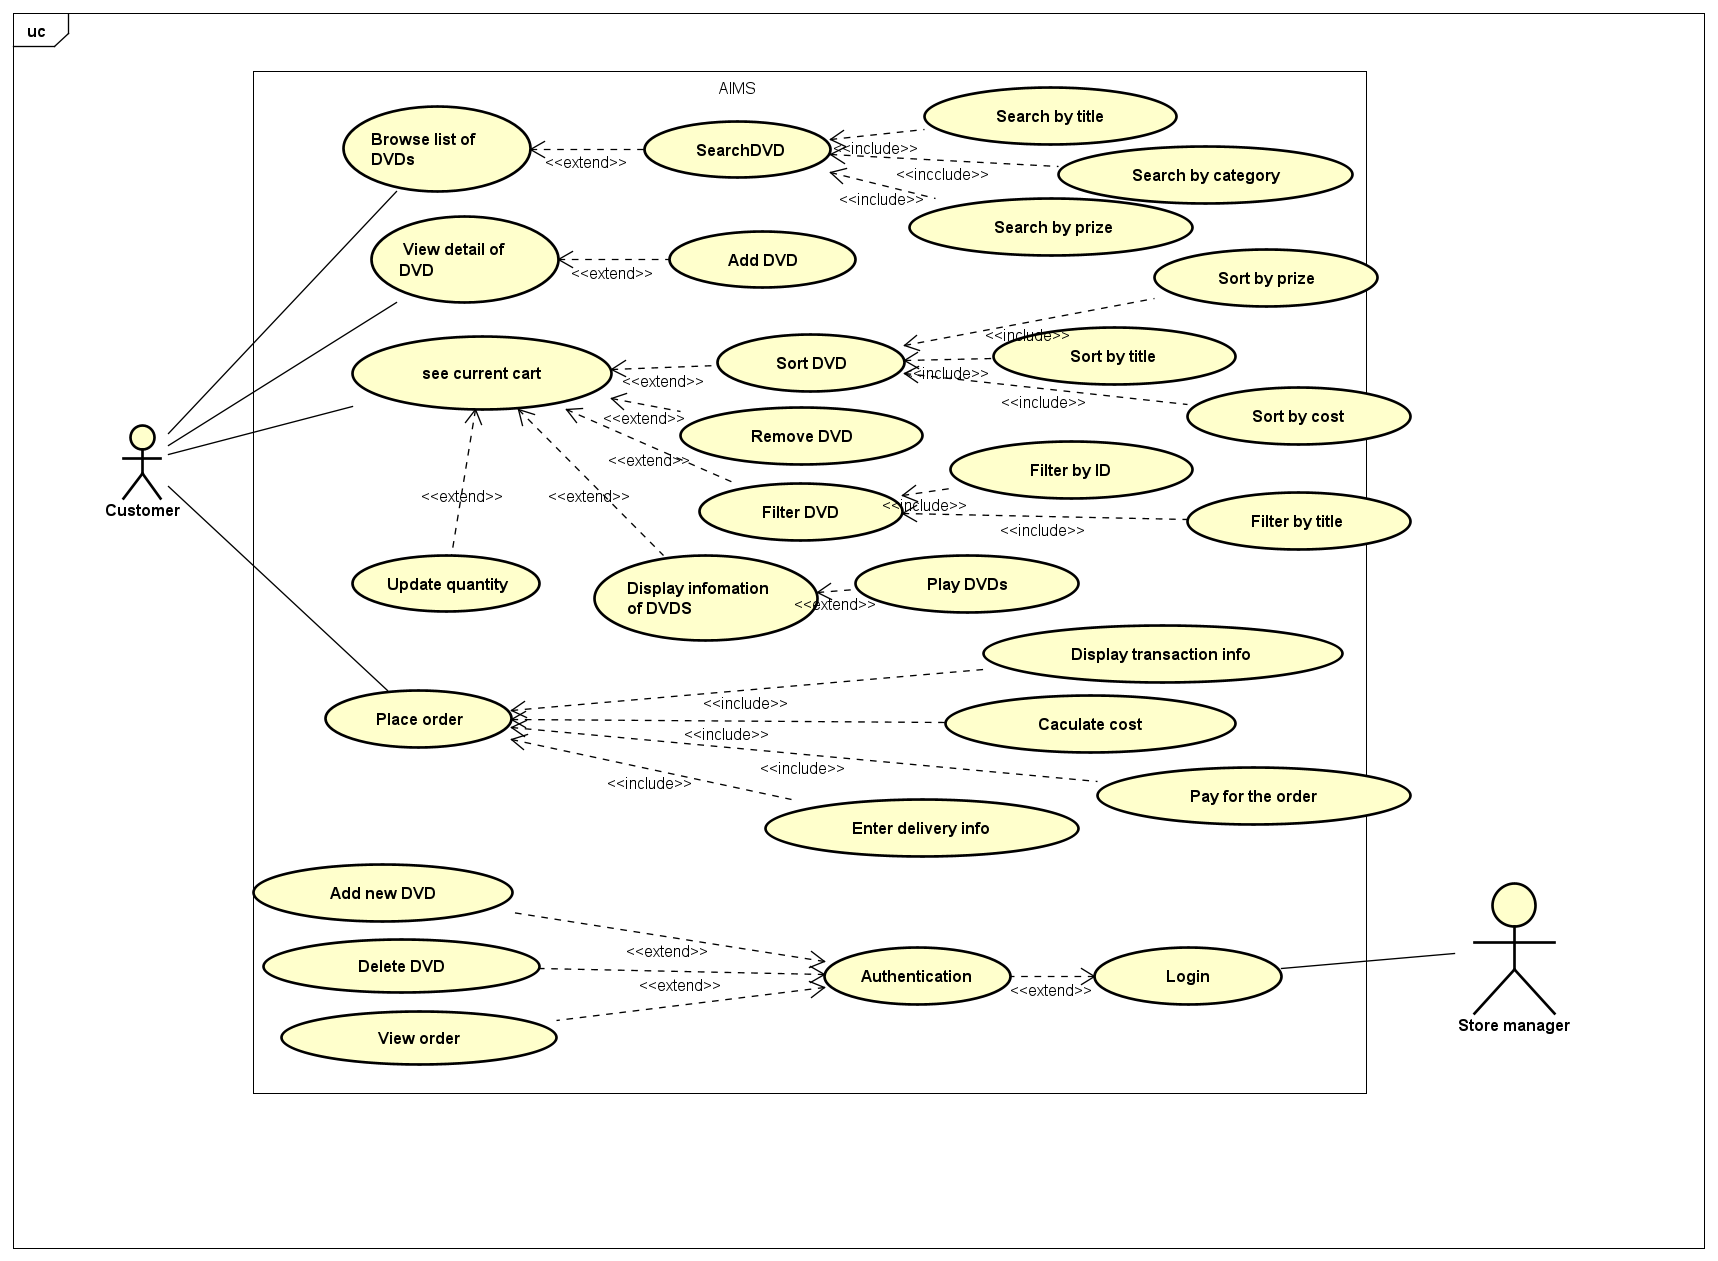 uc
AIMS
Browse list of
DVDs
<<extend>>
SearchDVD
<<include>>
Search by title
<<incclude>>
Search by category
<<include>>
Search by prize
View detail of
DVD
<<extend>>
Add DVD
Sort by prize
see current cart
<<extend>>
Sort DVD
<<include>>
Sort by title
<<include>>
<<include>>
Sort by cost
<<extend>>
Remove DVD
<<extend>>
Filter by ID
<<extend>>
<<extend>>
Filter DVD
<<include>>
<<include>>
Filter by title
Customer
Update quantity
Display infomation
of DVDS
<<extend>>
Play DVDs
Display transaction info
Place order
<<include>>
Caculate cost
<<include>>
<<include>>
Pay for the order
<<include>>
Enter delivery info
Add new DVD
<<extend>>
Delete DVD
<<extend>>
Authentication
<<extend>>
Login
View order
Store manager